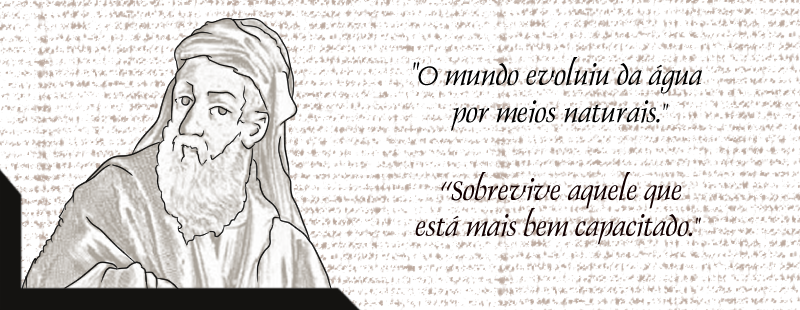 "O mundo evoluiu da água
por meios naturais."
“Sobrevive aquele que
está mais bem capacitado."